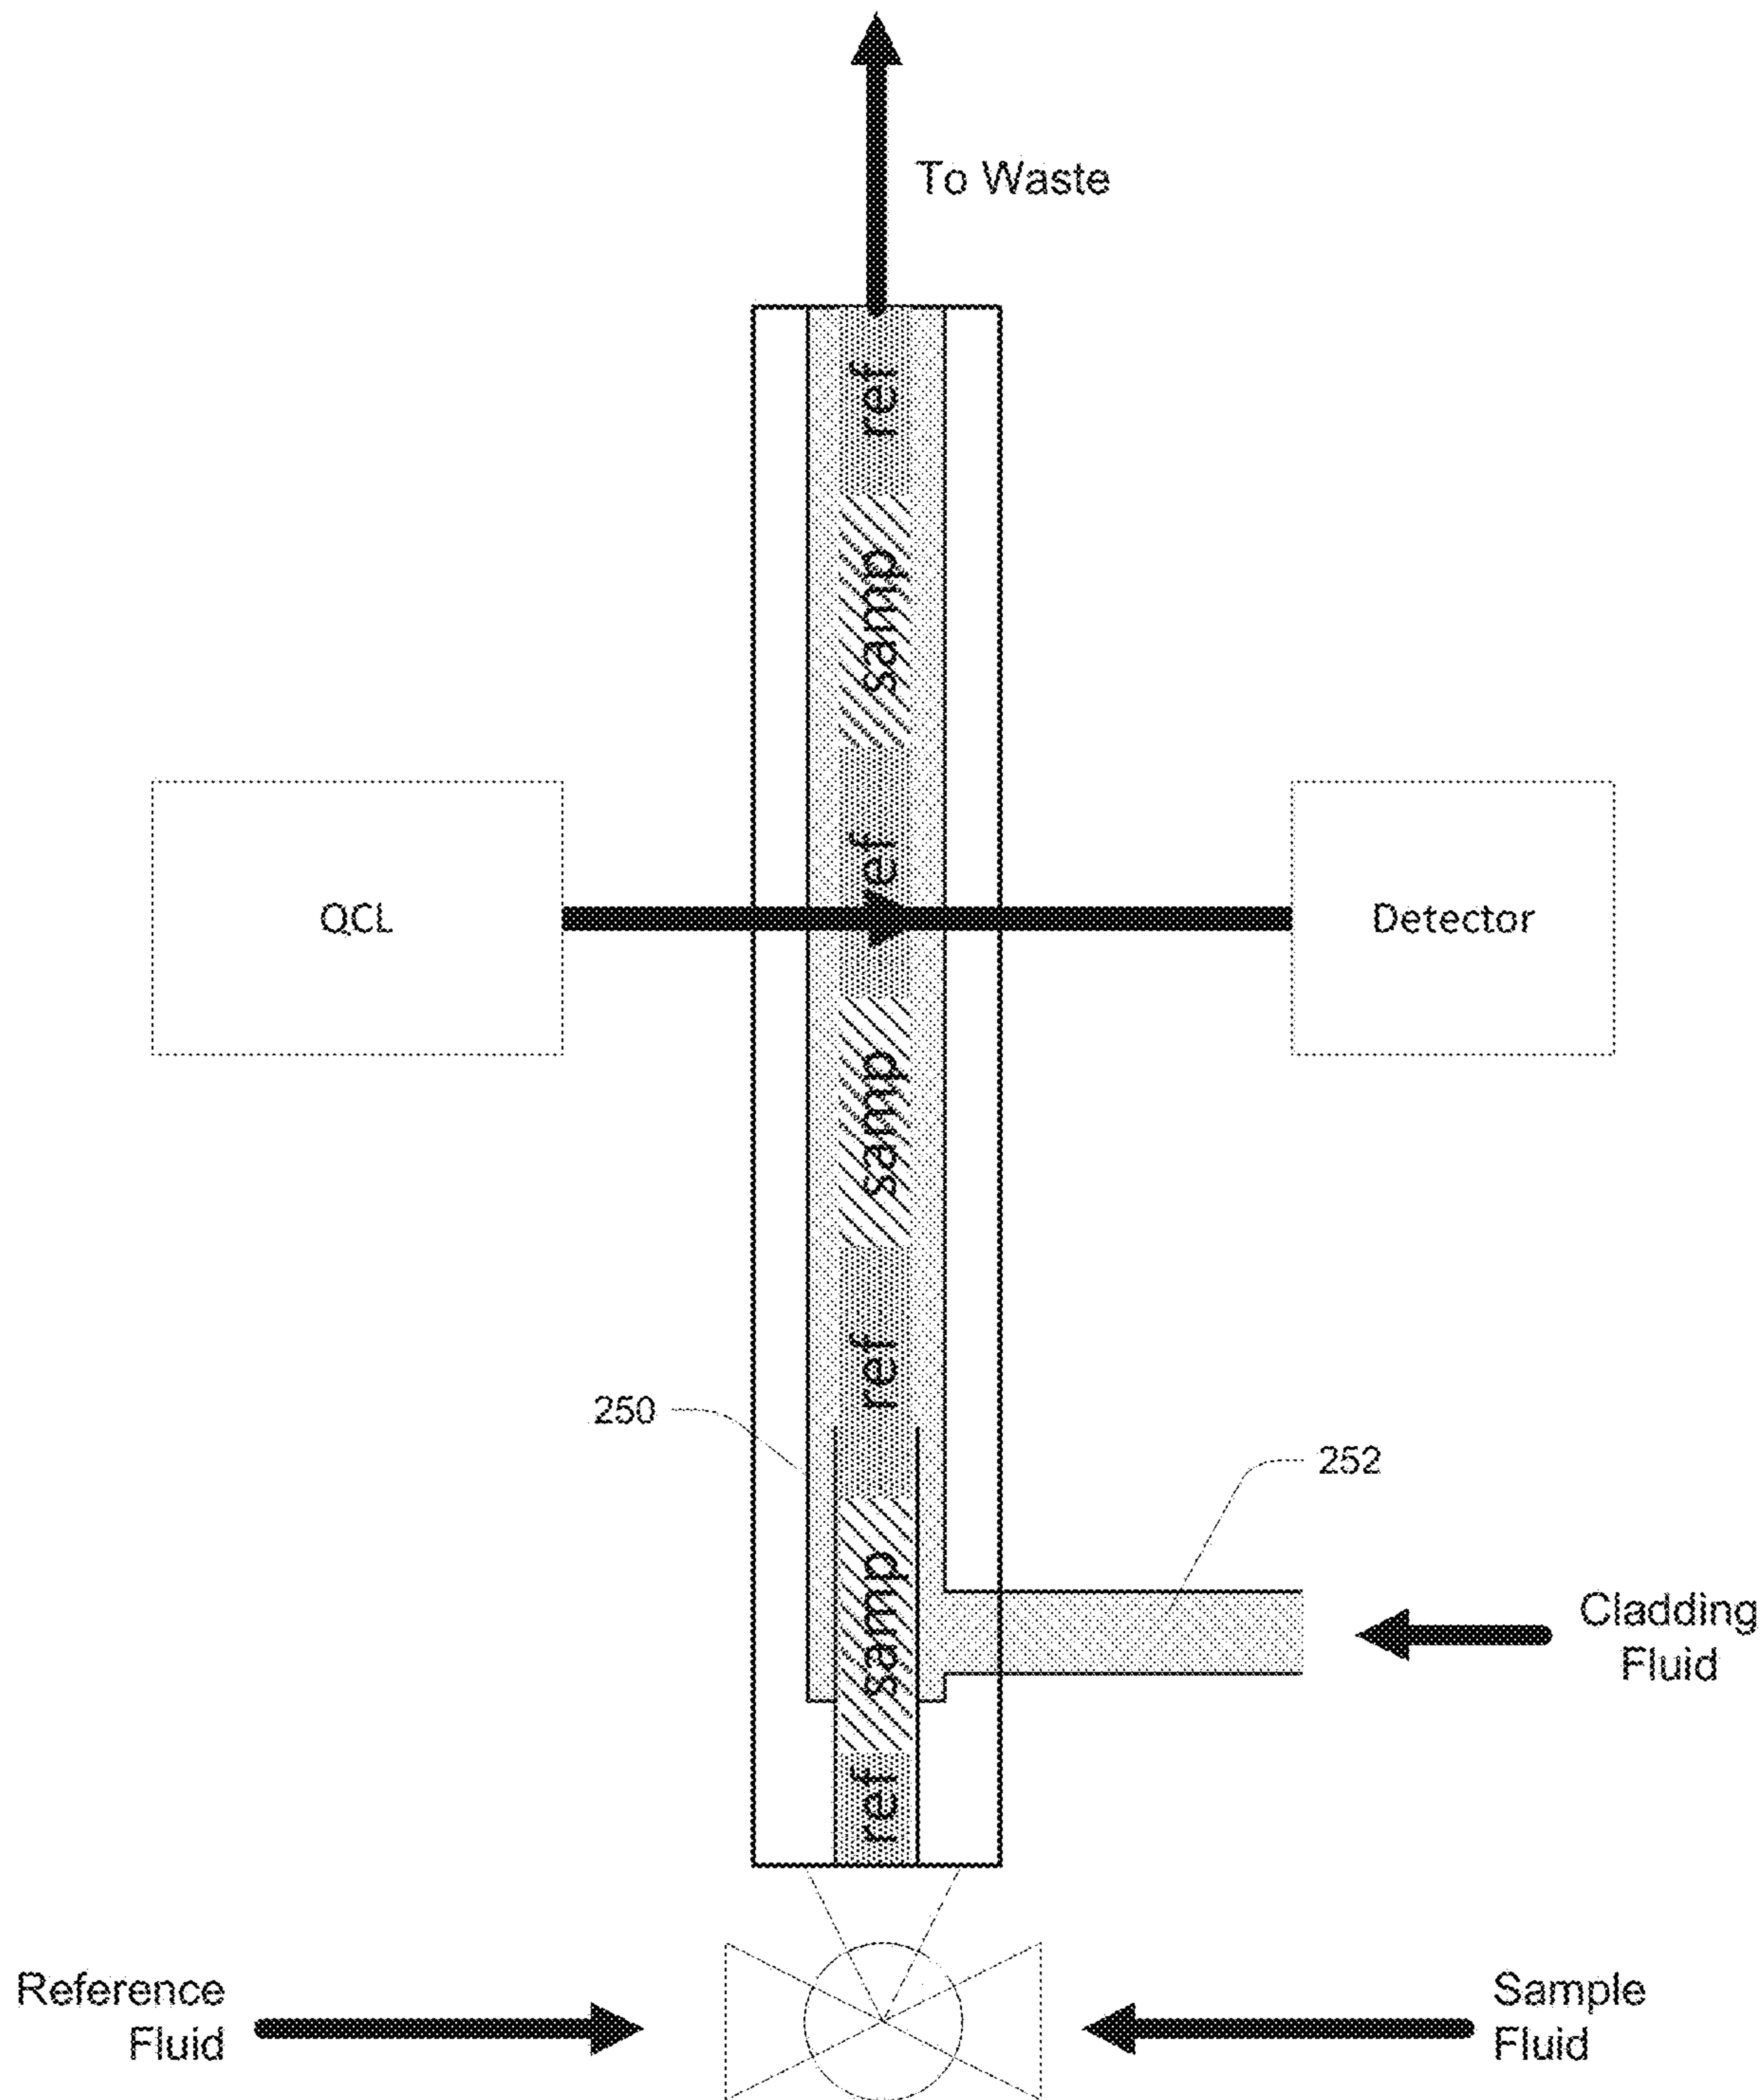 To Waste
ref
samp
ref
QCL
Detector
samp
ref
250
252
samp
Cladding
Fluid
ref
Reference
Fluid
Sample
Fluid